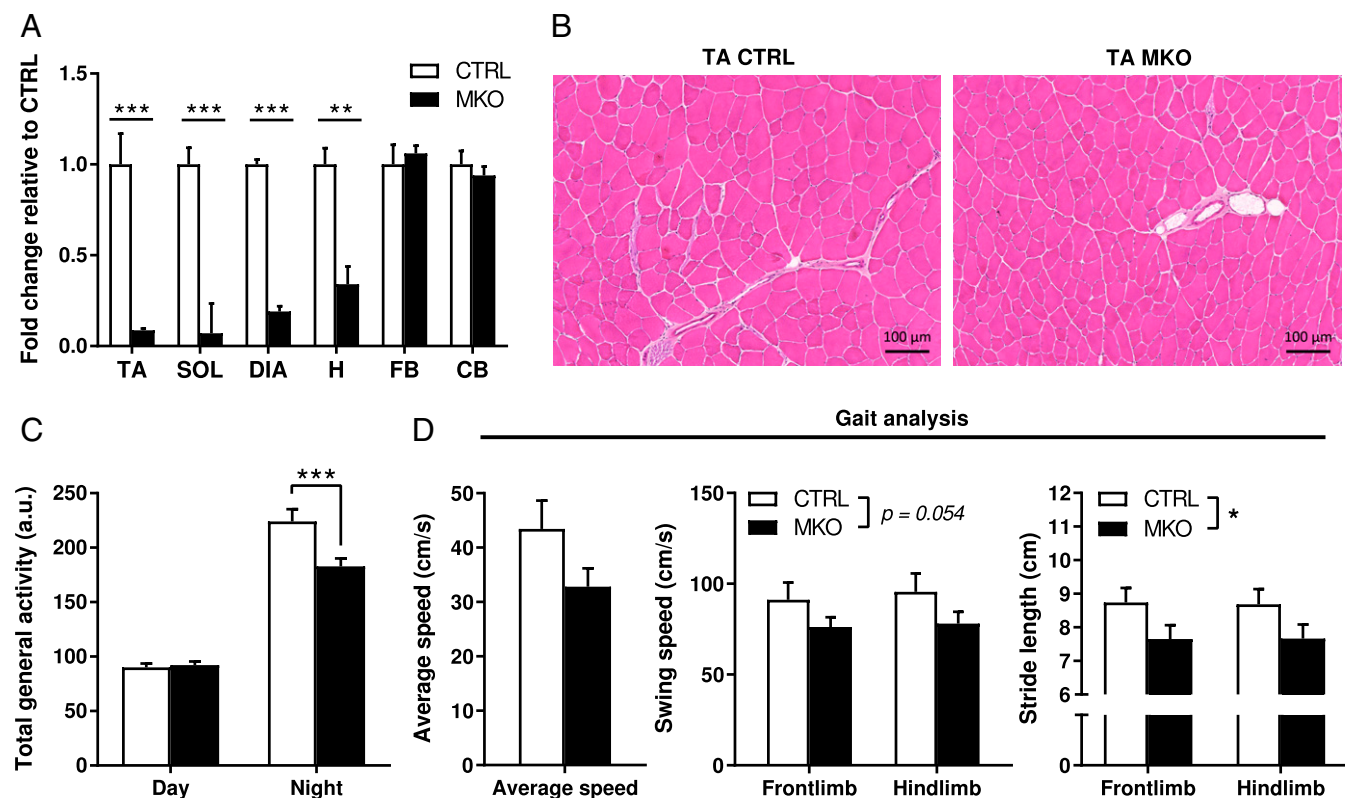 A
Fold change relative to CTRL
1.5
1.0
0.5
0.0
CTRL
MKO
***
***
***
**
TA
SOL
DIA
H
FB
CB
B
TA CTRL
TA MKO
100 µm
100 µm
C
Total general activity (a.u.)
250
200
150
100
50
0
***
Day
Night
D
Gait analysis
Average speed (cm/s)
50
40
30
20
10
0
Average speed
Swing speed (cm/s)
150
100
50
0
CTRL
MKO
p = 0.054
Frontlimb
Hindlimb
Stride length (cm)
12
11
10
9
8
7
6
0
CTRL
MKO
*
Frontlimb
Hindlimb